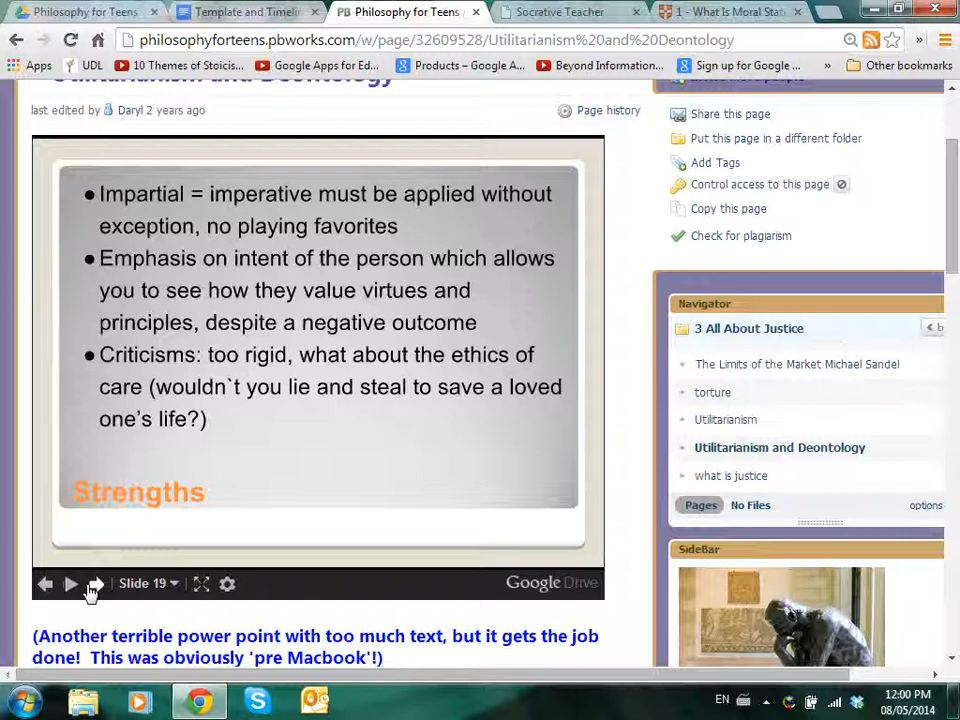 Philosophy for Teens
Template and Timelin
PB Philosophy for Teens
Socrative Teacher
1 - What Is Moral Stat
philosophyforteens.pbworks.com/w/page/32609528/Utilitarianism%20and%20Deontology
Apps
UDL
10 Themes of Stoicis...
Google Apps for Ed...
Products – Google A...
Beyond Information...
Sign up for Google ...
»
Other bookmarks
Utilitarianism and Deontology
last edited by Daryl 2 years ago
Page history
● Impartial = imperative must be applied without
exception, no playing favorites
● Emphasis on intent of the person which allows
you to see how they value virtues and
principles, despite a negative outcome
● Criticisms: too rigid, what about the ethics of
care (wouldn`t you lie and steal to save a loved
one's life?)
Strengths
Slide 19
Google Drive
(Another terrible power point with too much text, but it gets the job
done! This was obviously 'pre Macbook'!)
Share this page
Put this page in a different folder
Add Tags
Control access to this page
Copy this page
Check for plagiarism
Navigator
3 All About Justice
b
The Limits of the Market Michael Sandel
torture
Utilitarianism
Utilitarianism and Deontology
what is justice
Pages
No Files
options
SideBar
EN
12:00 PM
08/05/2014